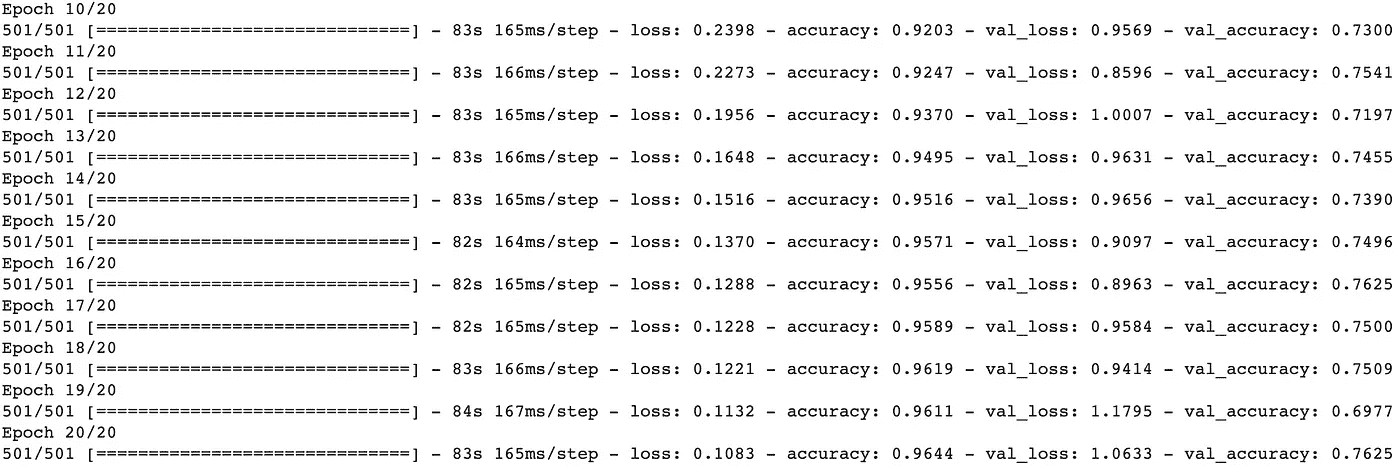 Epoch 10/20
501/501 [==============================] - 83s 165ms/step - loss: 0.2398 - accuracy: 0.9203 - val_loss: 0.9569 - val_accuracy: 0.7300
Epoch 11/20
501/501 [==============================] - 83s 166ms/step - loss: 0.2273 - accuracy: 0.9247 - val_loss: 0.8596 - val_accuracy: 0.7541
Epoch 12/20
501/501 [==============================] - 83s 165ms/step - loss: 0.1956 - accuracy: 0.9370 - val_loss: 1.0007 - val_accuracy: 0.7197
Epoch 13/20
501/501 [==============================] - 83s 166ms/step - loss: 0.1648 - accuracy: 0.9495 - val_loss: 0.9631 - val_accuracy: 0.7455
Epoch 14/20
501/501 [==============================] - 83s 165ms/step - loss: 0.1516 - accuracy: 0.9516 - val_loss: 0.9656 - val_accuracy: 0.7390
Epoch 15/20
501/501 [==============================] - 82s 164ms/step - loss: 0.1370 - accuracy: 0.9571 - val_loss: 0.9097 - val_accuracy: 0.7496
Epoch 16/20
501/501 [==============================] - 82s 165ms/step - loss: 0.1288 - accuracy: 0.9556 - val_loss: 0.8963 - val_accuracy: 0.7625
Epoch 17/20
501/501 [==============================] - 82s 165ms/step - loss: 0.1228 - accuracy: 0.9589 - val_loss: 0.9584 - val_accuracy: 0.7500
Epoch 18/20
501/501 [==============================] - 83s 166ms/step - loss: 0.1221 - accuracy: 0.9619 - val_loss: 0.9414 - val_accuracy: 0.7509
Epoch 19/20
501/501 [==============================] - 84s 167ms/step - loss: 0.1132 - accuracy: 0.9611 - val_loss: 1.1795 - val_accuracy: 0.6977
Epoch 20/20
501/501 [==============================] - 83s 165ms/step - loss: 0.1083 - accuracy: 0.9644 - val_loss: 1.0633 - val_accuracy: 0.7625